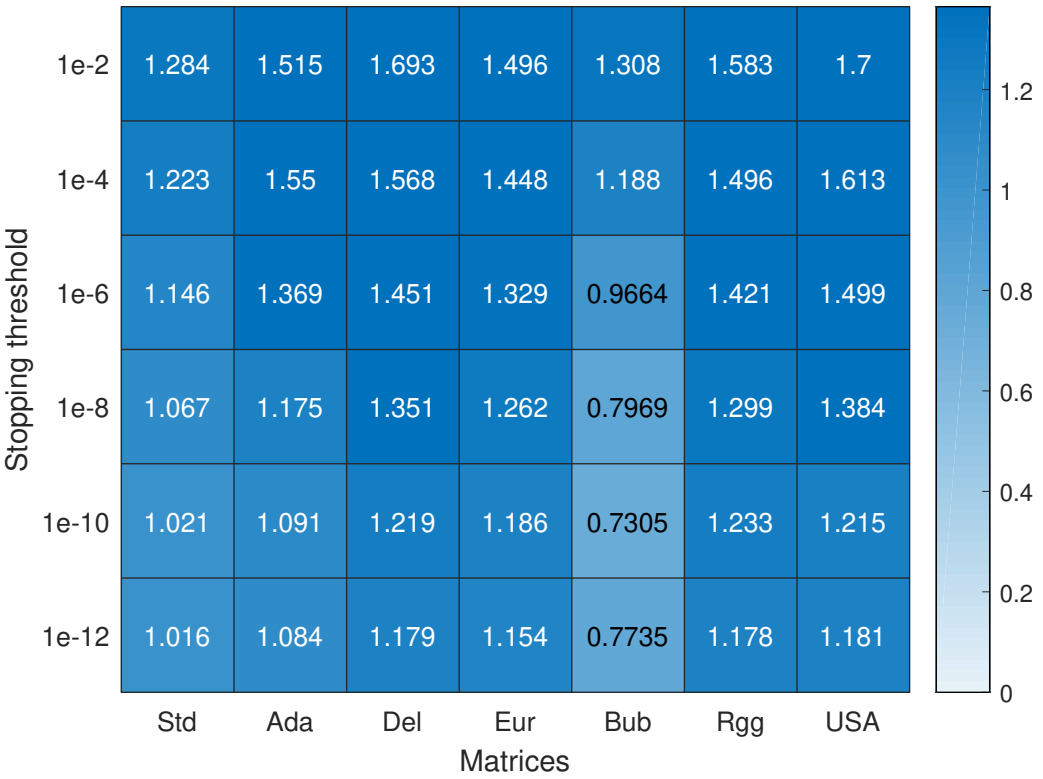 1e-2 1.284 1.515 1.693 1.496 1.308 1.583 1.7
1e-4 1.223 1.55 1.568 1.448 1.188 1.496 1.613
1e-6 1.146 1.369 1.451 1.329 0.9664 1.421 1.499
1e-8 1.067 1.175 1.351 1.262 0.7969 1.299 1.384
1e-10 1.021 1.091 1.219 1.186 0.7305 1.233 1.215
1e-12 1.016 1.084 1.179 1.154 0.7735 1.178 1.181
Std Ada Del Eur Bub Rgg USA
Matrices
Stopping threshold
1.2
1
0.8
0.6
0.4
0.2
0